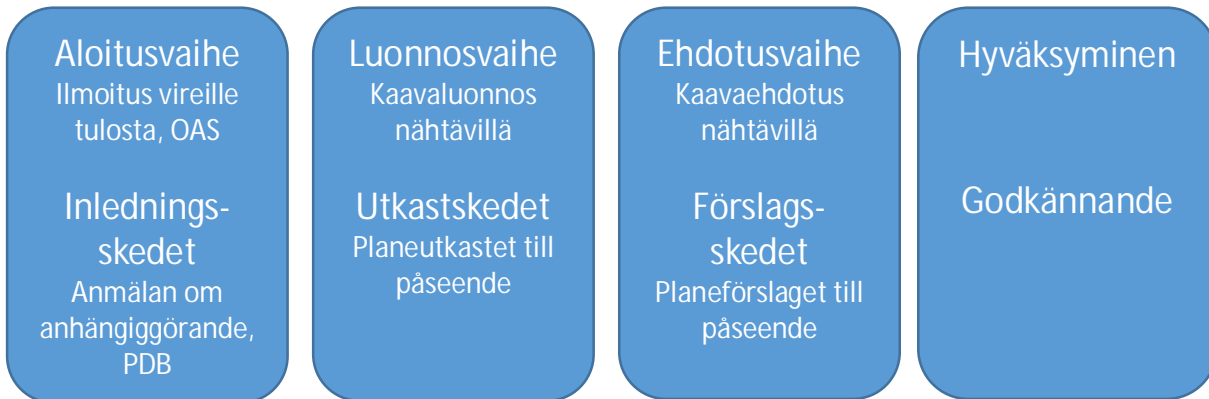 Aloitusvaihe
Ilmoitus vireille
tulosta, OAS
Inlednings-
skedet
Anmälan om
anhängiggörande,
PDB
Luonnosvaihe
Kaavaluonnos
nähtävillä
Utkastskedet
Planeutkastet till
påseende
Ehdotusvaihe
Kaavaehdotus
nähtävillä
Förslags-
skedet
Planeförslaget till
påseende
Hyväksyminen
Godkännande